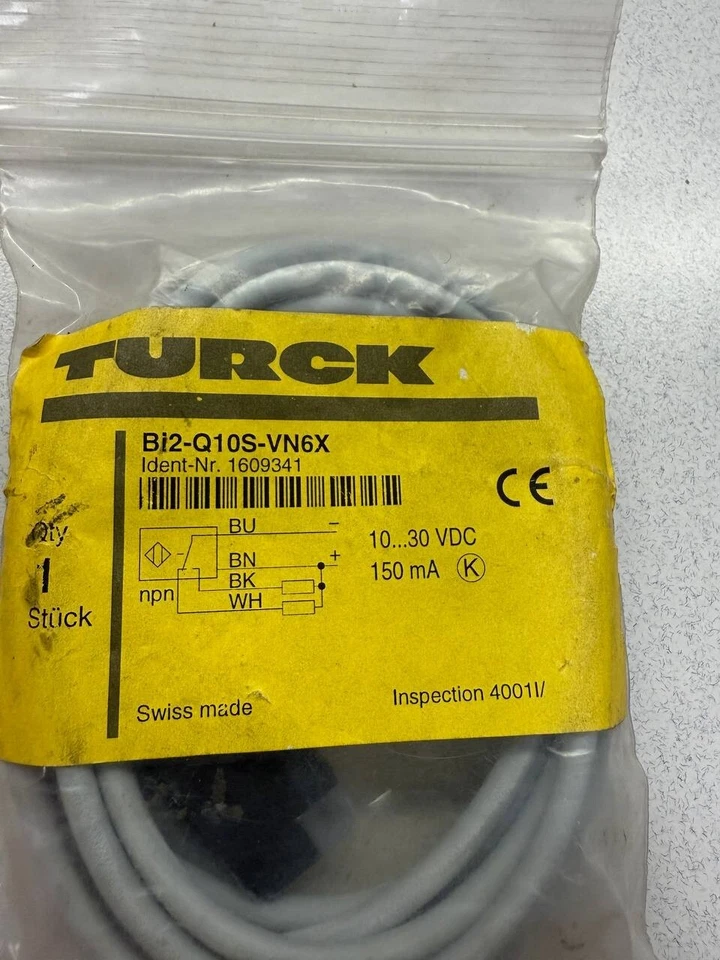 TURCK
Bi2-Q10S-VN6X
Ident-Nr. 1609341
CE
Qty
1
Stück
BU
−
BN
+
BK
WH
npn
10...30 VDC
150 mA K
Swiss made
Inspection 4001I/